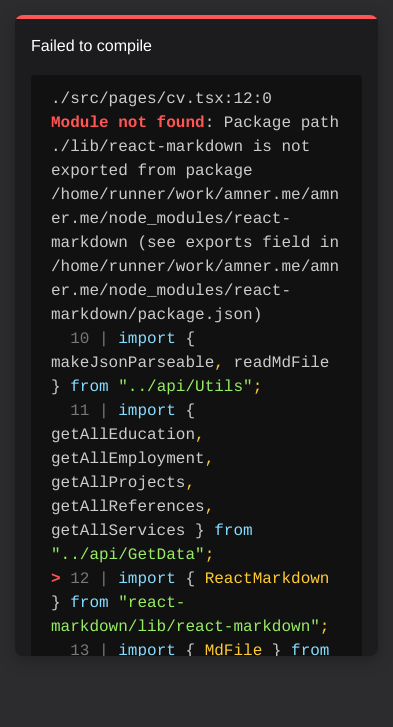 Failed to compile
./src/pages/cv.tsx:12:0
Module not found: Package path
./lib/react-markdown is not
exported from package
/home/runner/work/amner.me/amn
er.me/node_modules/react-
markdown (see exports field in
/home/runner/work/amner.me/amn
er.me/node_modules/react-
markdown/package.json)
  10 | import {
makeJsonParseable, readMdFile
} from "../api/Utils";
  11 | import {
getAllEducation,
getAllEmployment,
getAllProjects,
getAllReferences,
getAllServices } from
"../api/GetData";
> 12 | import { ReactMarkdown
} from "react-
markdown/lib/react-markdown";
  13 | import { MdFile } from